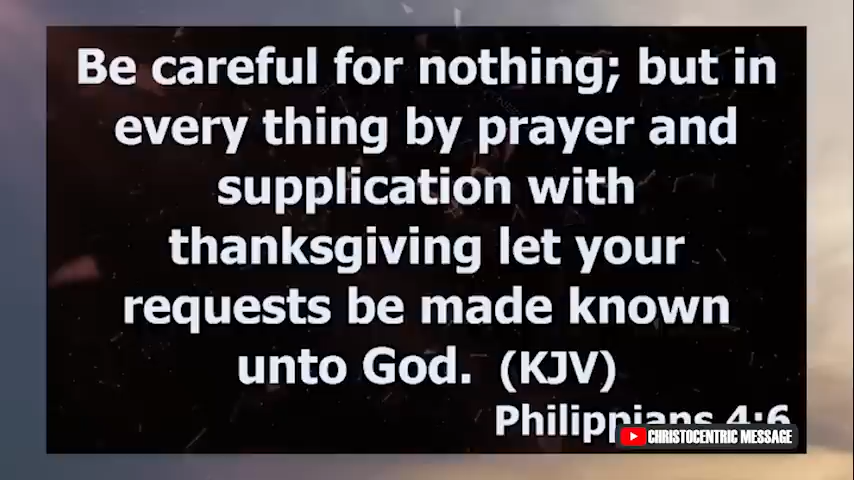 Be careful for nothing; but in
every thing by prayer and
supplication with
thanksgiving let your
requests be made known
unto God. (KJV)
Philippians 4:6
CHRISTOCENTRIC MESSAGE